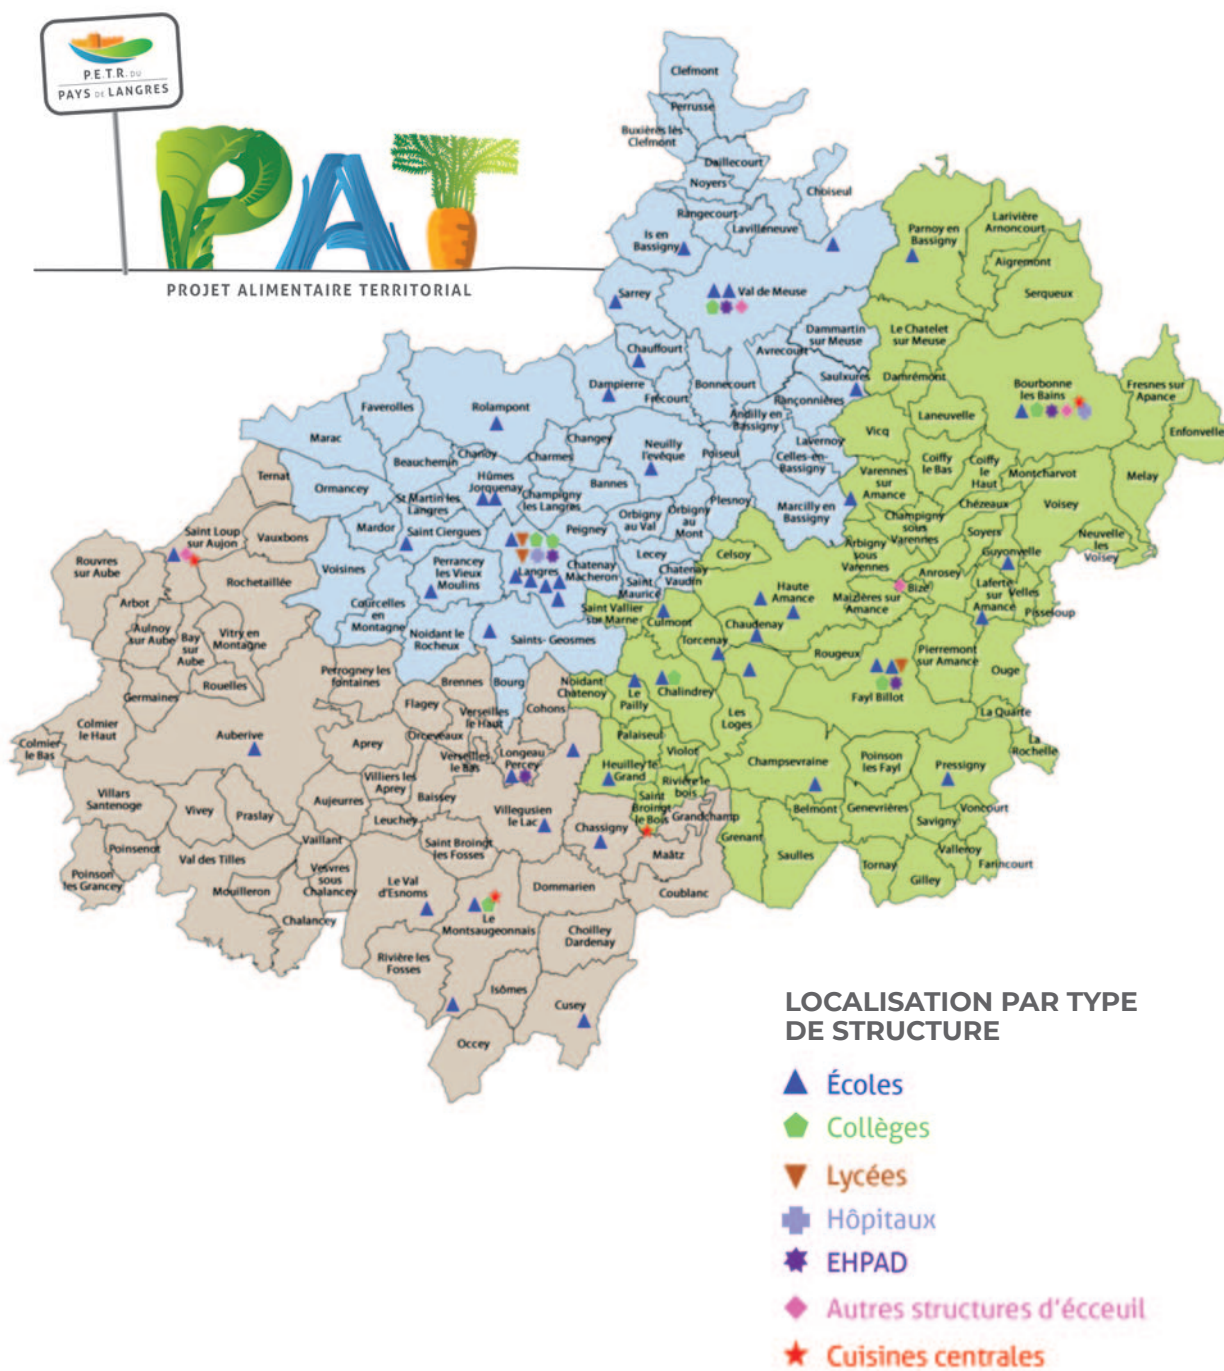 P.E.T.R. DU
PAYS DE LANGRES
PAT
PROJET ALIMENTAIRE TERRITORIAL
Clefmont
Perrusse
Buxières lès
Clefmont
Daillecourt
Noyers
Choiseul
Rangecourt
Lavilleneuve
Is en
Bassigny
Parnoy en
Bassigny
Larivière
Arnoncourt
Aigremont
Serqueux
Sarrey
Val de Meuse
Dammartin
sur Meuse
Le Chatelet
sur Meuse
Chauffourt
Avrecourt
Dampierre
Frécourt
Bonnecourt
Saulxures
Rançonnières
Damrémont
Bourbonne
les Bains
Fresnes sur
Apance
Enfonvelle
Faverolles
Rolampont
Andilly en
Bassigny
Laneuvelle
Marac
Changey
Neuilly
l'evêque
Lavernoy
Vicq
Beauchemin
Chanoy
Charmes
Poiseul
Celles-en-
Bassigny
Coiffy
le Bas
Coiffy
le
Haut
Montcharvot
Melay
Ternat
Ormancey
Hûmes
Jorquenay
Bannes
Varennes
sur
Amance
Voisey
St Martin les
Langres
Champigny
les Langres
Plesnoy
Marcilly en
Bassigny
Chézeaux
Mardor
Saint Ciergues
Peigney
Orbigny
au Val
Orbigny
au
Mont
Champigny
sous
Varennes
Soyers
Neuvelle
les
Voisey
Saint Loup
sur Aujon
Vauxbons
Rouvres
sur Aube
Rochetaillée
Voisines
Perrancey
les Vieux
Moulins
Langres
Chatenay
Macheron
Lecey
Chatenay
Vaudin
Celsoy
Arbigny
sous
Varennes
Guyonvelle
Anrosey
Bize
Laferté
sur
Amance
Velles
Pisseloup
Saint
Maurice
Haute
Amance
Maizières sur
Amance
Arbot
Courcelles
en
Montagne
Saint Vallier
sur Marne
Culmont
Chaudenay
Aulnoy
sur Aube
Bay
sur
Aube
Vitry en
Montagne
Noidant le
Rocheux
Saints- Geosmes
Torcenay
Rougeux
Pierremont
sur Amance
Ouge
Rouelles
Petrogney les
fontaines
Brennes
Bourg
Noidant
Chatenoy
Le
Pailly
Chalindrey
Fayl Billot
Germaines
Flagey
Verseilles
le Haut
Cohons
Les
Loges
La Quarte
Colmier
le Haut
Colmier
le Bas
Auberive
Aprey
Orceveaux
Verseilles
le Bas
Longeau
Percey
Palaiseul
Violot
La
Rochelle
Heuilley le
Grand
Champsevraine
Poinson
les Fayl
Pressigny
Villars
Santenoge
Vivey
Praslay
Aujeurres
Villiers les
Aprey
Baissey
Villegusien
le Lac
Rivière le
bois
Saint
Broingt
le Bois
Grandchamp
Belmont
Genevrières
Savigny
Voncourt
Leuchey
Chassigny
Poinsenot
Val des Tilles
Vaillant
Saint Broingt
les Fosses
Maâtz
Grenant
Saulles
Valleroy
Farincourt
Poinson
les Grancey
Mouilleron
Vesvres
sous
Chalancey
Le Val
d'Esnoms
Dommarien
Coublanc
Tornay
Gilley
Chalancey
Le
Montsaugeonnais
Choilley
Dardenay
Rivière les
Fosses
Isômes
Cusey
Occey
LOCALISATION PAR TYPE
DE STRUCTURE
Écoles
Collèges
Lycées
Hôpitaux
EHPAD
Autres structures d'écceuil
Cuisines centrales